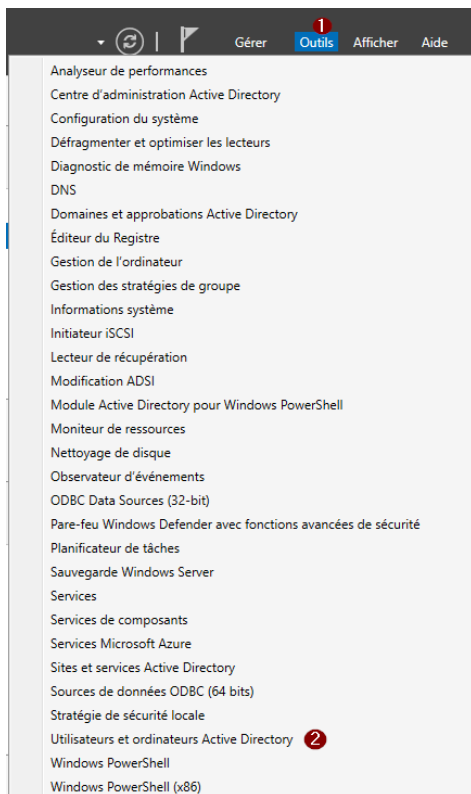 1
Gérer Outils Afficher Aide
Analyseur de performances
Centre d'administration Active Directory
Configuration du système
Défragmenter et optimiser les lecteurs
Diagnostic de mémoire Windows
DNS
Domaines et approbations Active Directory
Éditeur du Registre
Gestion de l'ordinateur
Gestion des stratégies de groupe
Informations système
Initiateur iSCSI
Lecteur de récupération
Modification ADSI
Module Active Directory pour Windows PowerShell
Moniteur de ressources
Nettoyage de disque
Observateur d'événements
ODBC Data Sources (32-bit)
Pare-feu Windows Defender avec fonctions avancées de sécurité
Planificateur de tâches
Sauvegarde Windows Server
Services
Services de composants
Services Microsoft Azure
Sites et services Active Directory
Sources de données ODBC (64 bits)
Stratégie de sécurité locale
Utilisateurs et ordinateurs Active Directory 2
Windows PowerShell
Windows PowerShell (x86)